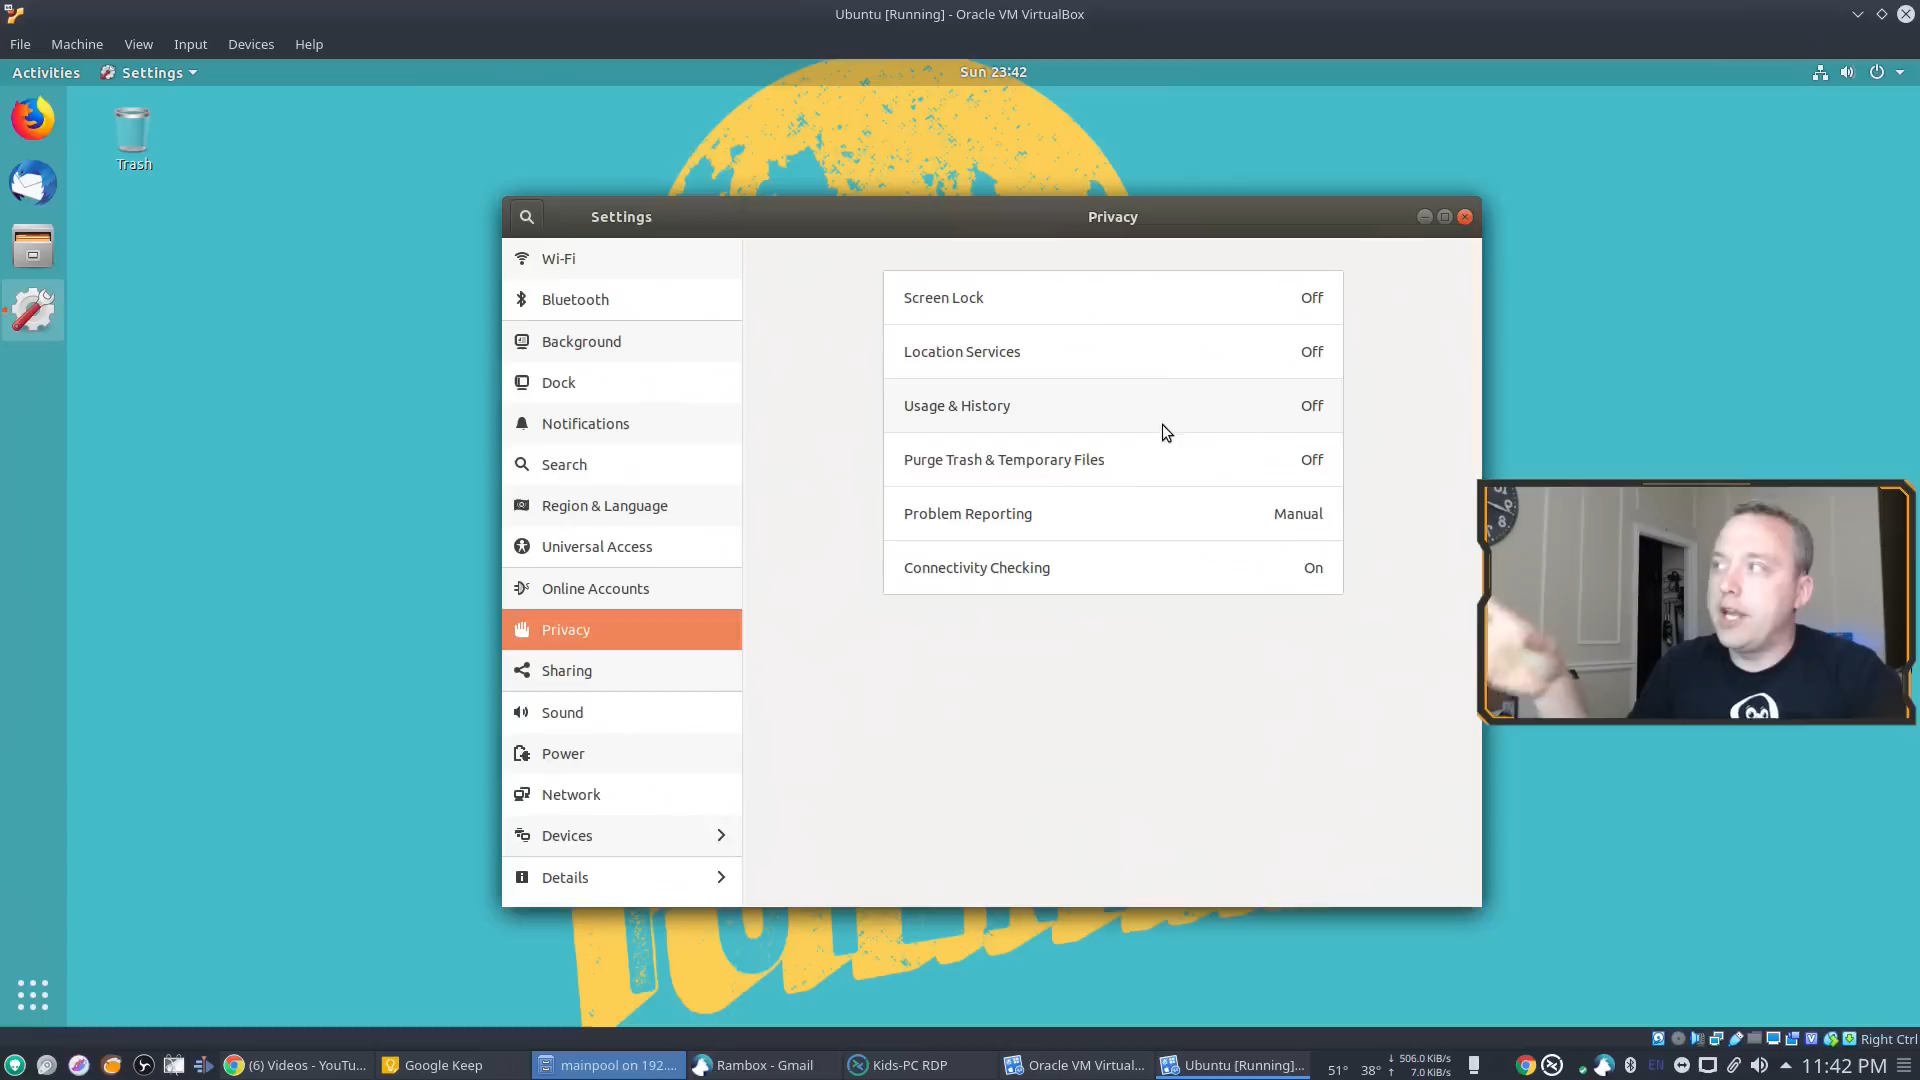 Ubuntu [Running] - Oracle VM VirtualBox
File Machine View Input Devices Help
Activities Settings Sun 23:42
Trash
Settings Privacy
Wi-Fi
Bluetooth
Background
Dock
Notifications
Search
Region & Language
Universal Access
Online Accounts
Privacy
Sharing
Sound
Power
Network
Devices
Details
Screen Lock Off
Location Services Off
Usage & History Off
Purge Trash & Temporary Files Off
Problem Reporting Manual
Connectivity Checking On
Right Ctrl
(6) Videos - YouTu...
Google Keep
mainpool on 192....
Rambox - Gmail
Kids-PC RDP
Oracle VM Virtual...
Ubuntu [Running]...
51° 38°
↓ 506.0 KiB/s
↑ 7.0 KiB/s
EN
11:42 PM